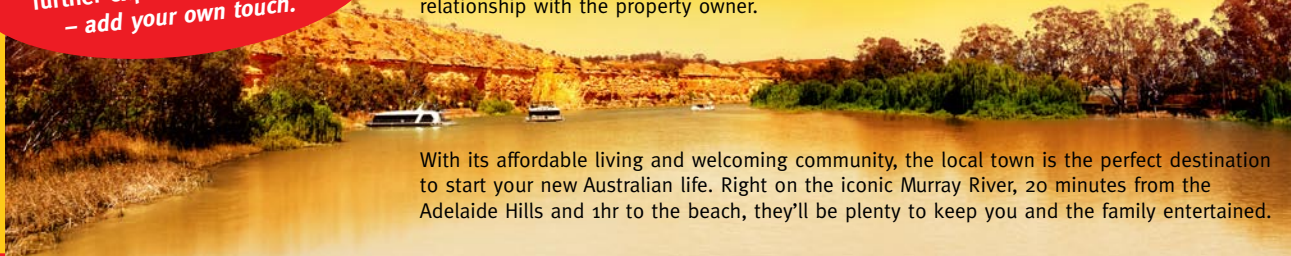 further
– add your own touch.
relationship with the property owner.
With its affordable living and welcoming community, the local town is the perfect destination
to start your new Australian life. Right on the iconic Murray River, 20 minutes from the
Adelaide Hills and 1hr to the beach, they'll be plenty to keep you and the family entertained.